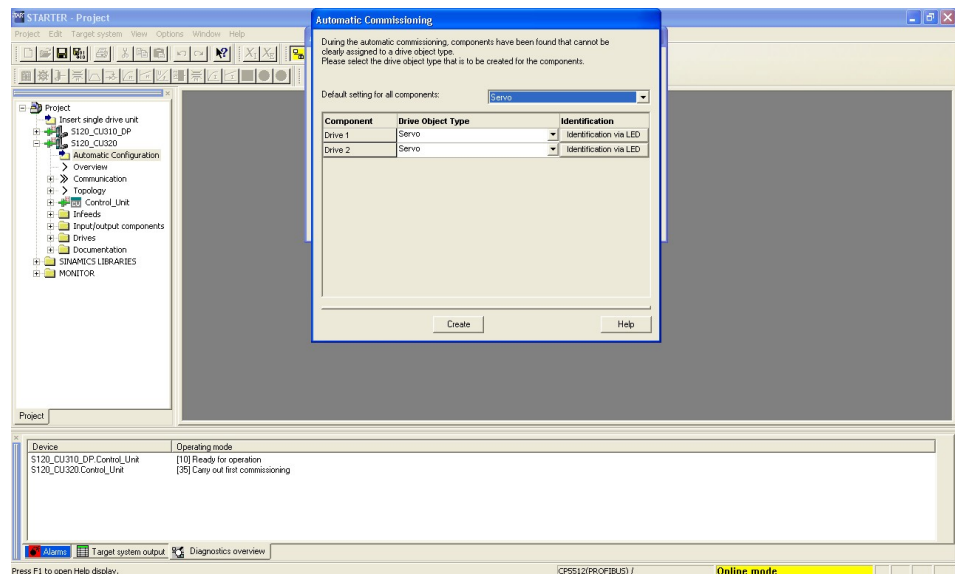 STARTER - Project
Project Edit Target system View Options Window Help
Automatic Commissioning
During the automatic commissioning, components have been found that cannot be
clearly assigned to a drive object type.
Please select the drive object type that is to be created for the components.
Default setting for all components: Servo
Component Drive Object Type Identification
Drive 1 Servo Identification via LED
Drive 2 Servo Identification via LED
Create Help
Project
Insert single drive unit
S120_CU310_DP
S120_CU320
Automatic Configuration
Overview
Communication
Topology
Control_Unit
Infeeds
Input/output components
Drives
Documentation
SINAMICS LIBRARIES
MONITOR
Project
Device Operating mode
S120_CU310_DP.Control_Unit [10] Ready for operation
S120_CU320.Control_Unit [35] Carry out first commissioning
Alarms Target system output Diagnostics overview
Press F1 to open Help display. CP5512(PROFIBUS) / Online mode